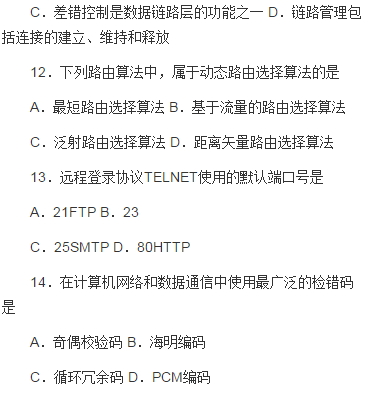 C．差错控制是数据链路层的功能之一 D．链路管理包
括连接的建立、维持和释放
12．下列路由算法中，属于动态路由选择算法的是
A．最短路由选择算法 B．基于流量的路由选择算法
C．泛射路由选择算法 D．距离矢量路由选择算法
13．远程登录协议TELNET使用的默认端口号是
A．21FTP B．23
C．25SMTP D．80HTTP
14．在计算机网络和数据通信中使用最广泛的检错码
是
A．奇偶校验码 B．海明编码
C．循环冗余码 D．PCM编码